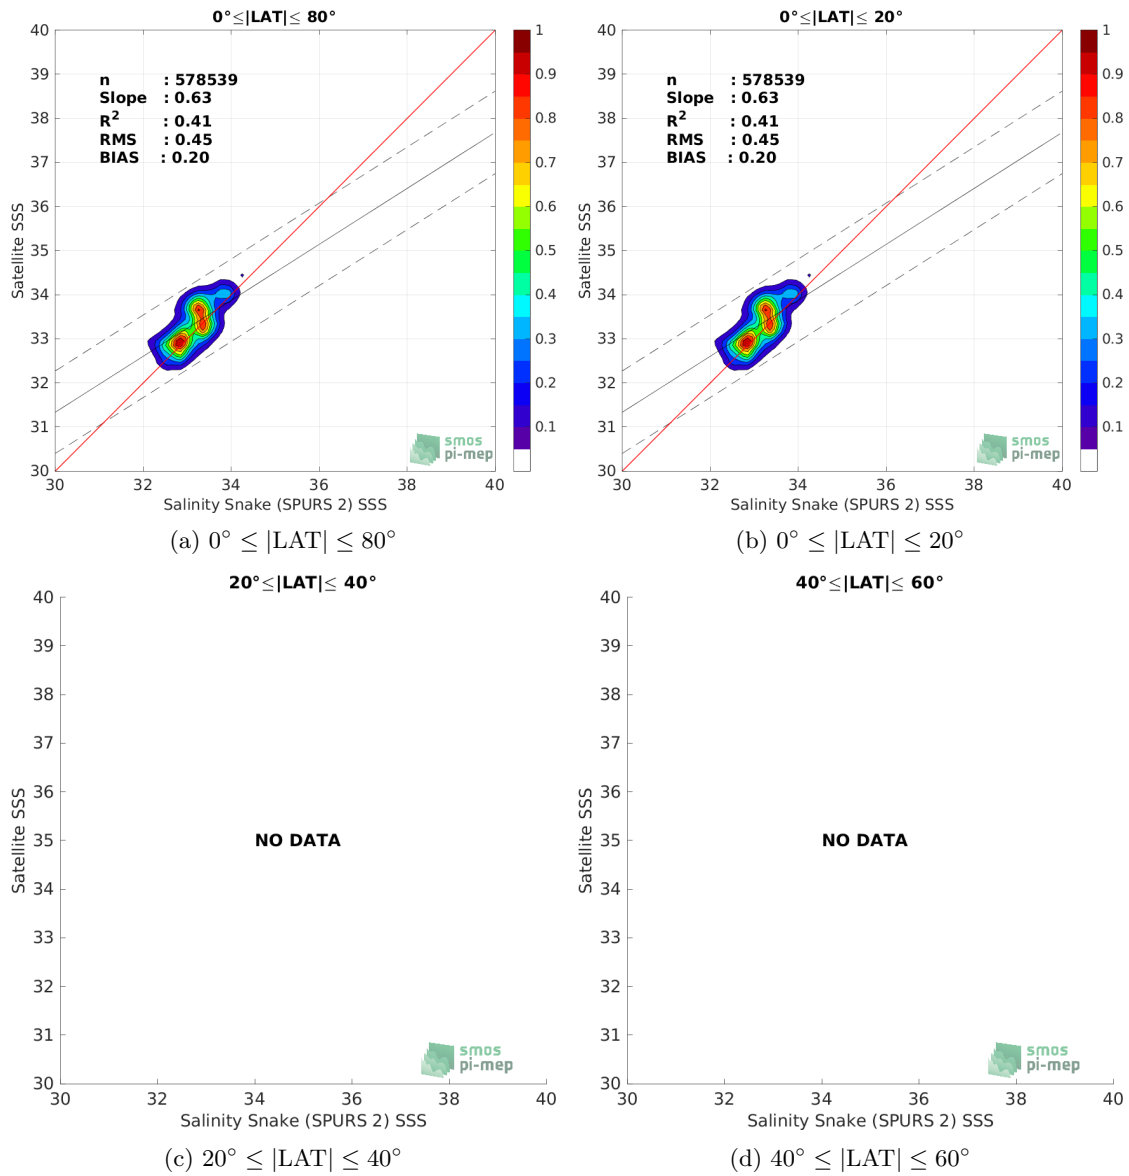 0°≤|LAT|≤ 80°
40
39
38
37
36
35
34
33
32
31
30
Satellite SSS
n : 578539
Slope : 0.63
R² : 0.41
RMS : 0.45
BIAS : 0.20
1
0.9
0.8
0.7
0.6
0.5
0.4
0.3
0.2
0.1
smos
pi-mep
30 32 34 36 38 40
Salinity Snake (SPURS 2) SSS
(a) 0° ≤ |LAT| ≤ 80°
0°≤|LAT|≤ 20°
40
39
38
37
36
35
34
33
32
31
30
Satellite SSS
n : 578539
Slope : 0.63
R² : 0.41
RMS : 0.45
BIAS : 0.20
1
0.9
0.8
0.7
0.6
0.5
0.4
0.3
0.2
0.1
smos
pi-mep
30 32 34 36 38 40
Salinity Snake (SPURS 2) SSS
(b) 0° ≤ |LAT| ≤ 20°
20°≤|LAT|≤ 40°
40
39
38
37
36
35
34
33
32
31
30
Satellite SSS
NO DATA
smos
pi-mep
30 32 34 36 38 40
Salinity Snake (SPURS 2) SSS
(c) 20° ≤ |LAT| ≤ 40°
40°≤|LAT|≤ 60°
40
39
38
37
36
35
34
33
32
31
30
Satellite SSS
NO DATA
smos
pi-mep
30 32 34 36 38 40
Salinity Snake (SPURS 2) SSS
(d) 40° ≤ |LAT| ≤ 60°